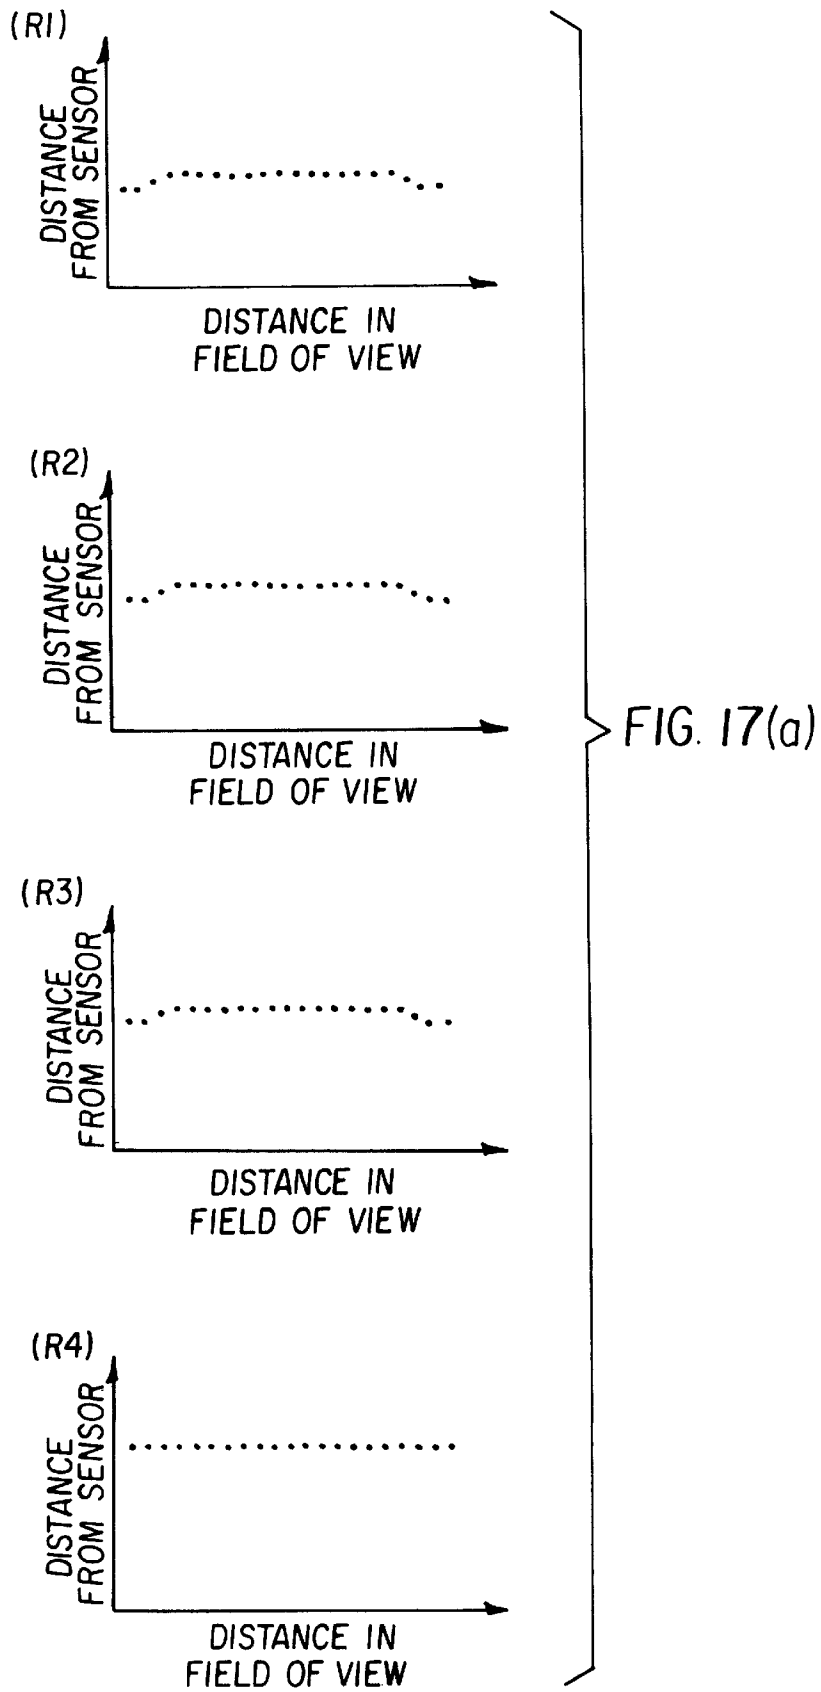 (R1)
DISTANCE
FROM SENSOR
DISTANCE IN
FIELD OF VIEW
(R2)
DISTANCE
FROM SENSOR
DISTANCE IN
FIELD OF VIEW
FIG. 17(a)
(R3)
DISTANCE
FROM SENSOR
DISTANCE IN
FIELD OF VIEW
(R4)
DISTANCE
FROM SENSOR
DISTANCE IN
FIELD OF VIEW